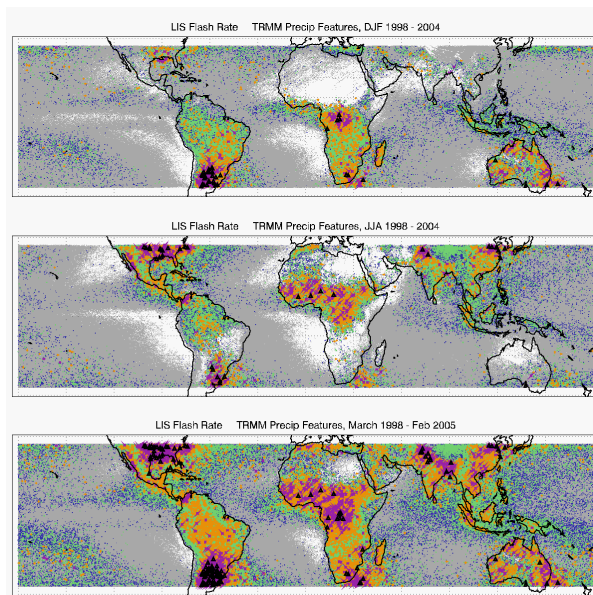 LIS Flash Rate TRMM Precip Features, DJF 1998 - 2004
LIS Flash Rate TRMM Precip Features, JJA 1998 - 2004
LIS Flash Rate TRMM Precip Features, March 1998 - Feb 2005